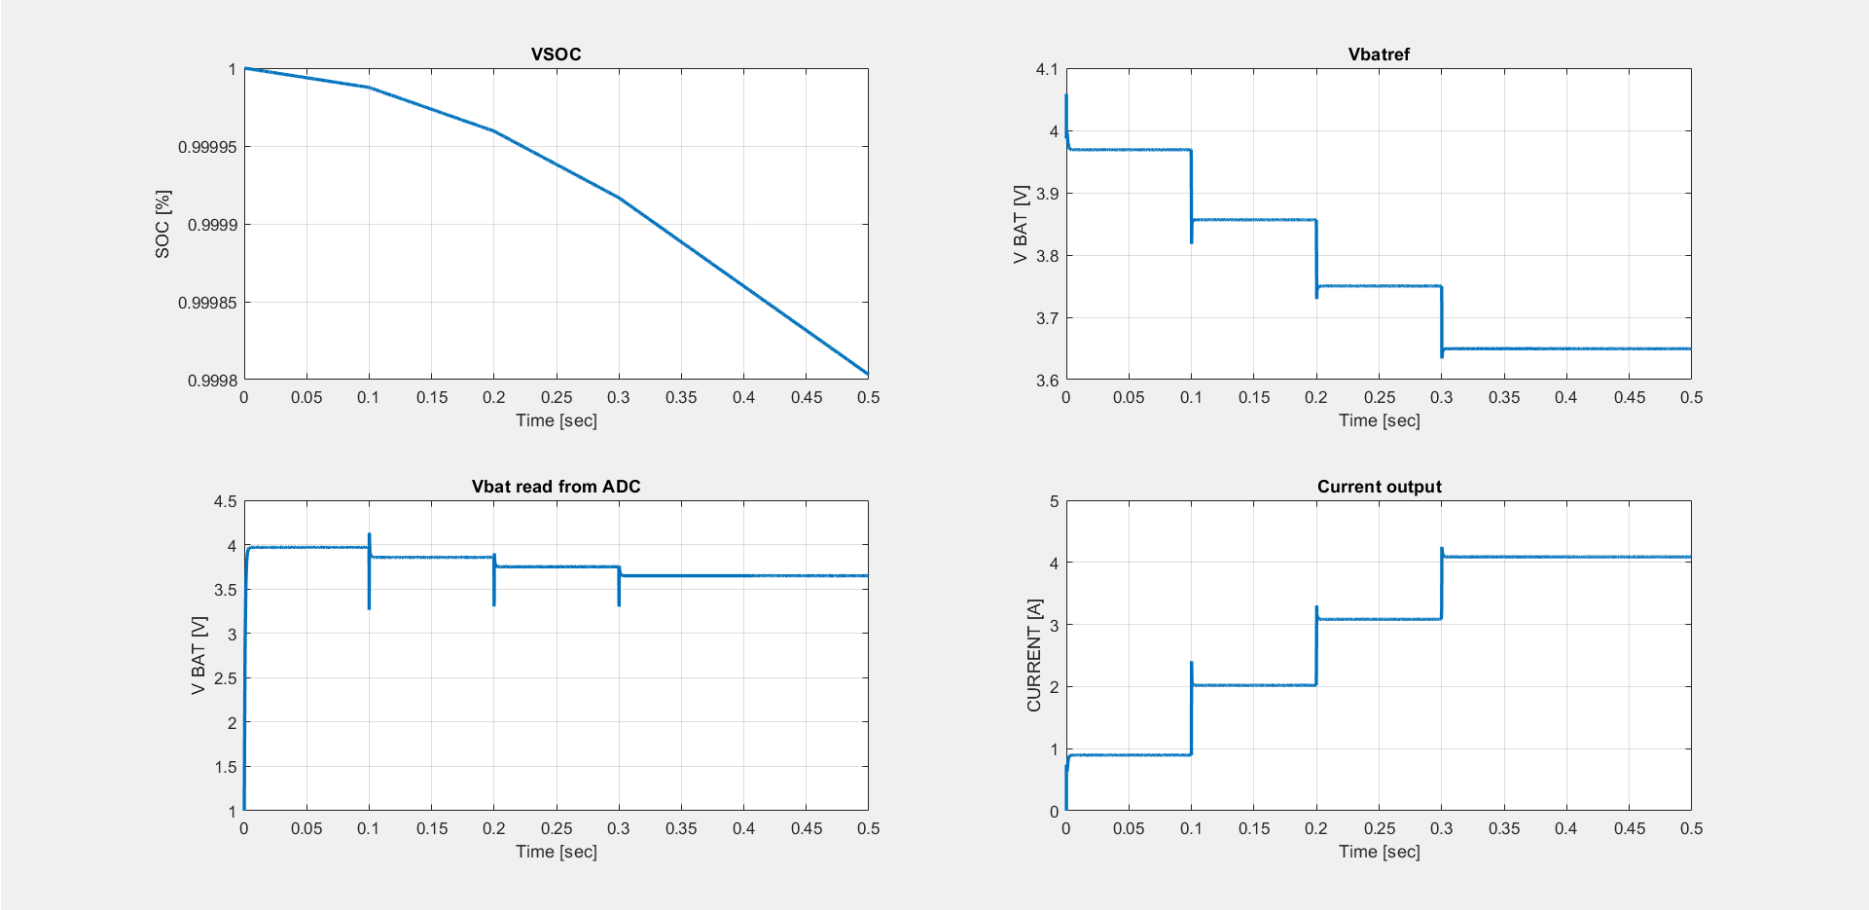 VSOC
SOC [%]
1
0.99995
0.9999
0.99985
0.9998
0 0.05 0.1 0.15 0.2 0.25 0.3 0.35 0.4 0.45 0.5
Time [sec]
Vbatref
V BAT [V]
4.1
4
3.9
3.8
3.7
3.6
0 0.05 0.1 0.15 0.2 0.25 0.3 0.35 0.4 0.45 0.5
Time [sec]
Vbat read from ADC
V BAT [V]
4.5
4
3.5
3
2.5
2
1.5
1
0 0.05 0.1 0.15 0.2 0.25 0.3 0.35 0.4 0.45 0.5
Time [sec]
Current output
CURRENT [A]
5
4
3
2
1
0
0 0.05 0.1 0.15 0.2 0.25 0.3 0.35 0.4 0.45 0.5
Time [sec]